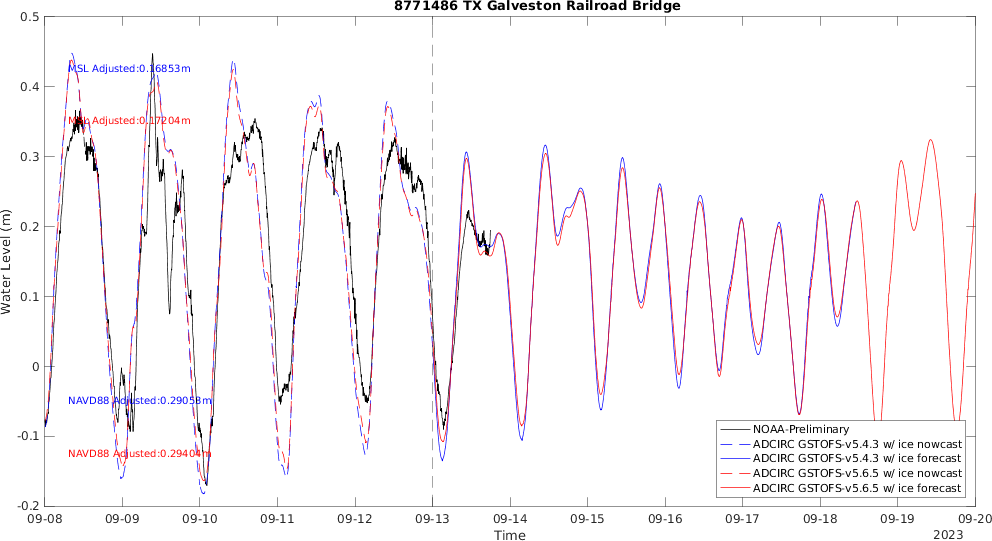 8771486 TX Galveston Railroad Bridge
0.5
0.4
0.3
0.2
0.1
0
-0.1
-0.2
Water Level (m)
MSL Adjusted:0.16853m
MSL Adjusted:0.17204m
NAVD88 Adjusted:0.29053m
NAVD88 Adjusted:0.29404m
NOAA-Preliminary
ADCIRC GSTOFS-v5.4.3 w/ ice nowcast
ADCIRC GSTOFS-v5.4.3 w/ ice forecast
ADCIRC GSTOFS-v5.6.5 w/ ice nowcast
ADCIRC GSTOFS-v5.6.5 w/ ice forecast
09-08 09-09 09-10 09-11 09-12 09-13 09-14 09-15 09-16 09-17 09-18 09-19 09-20
Time
2023